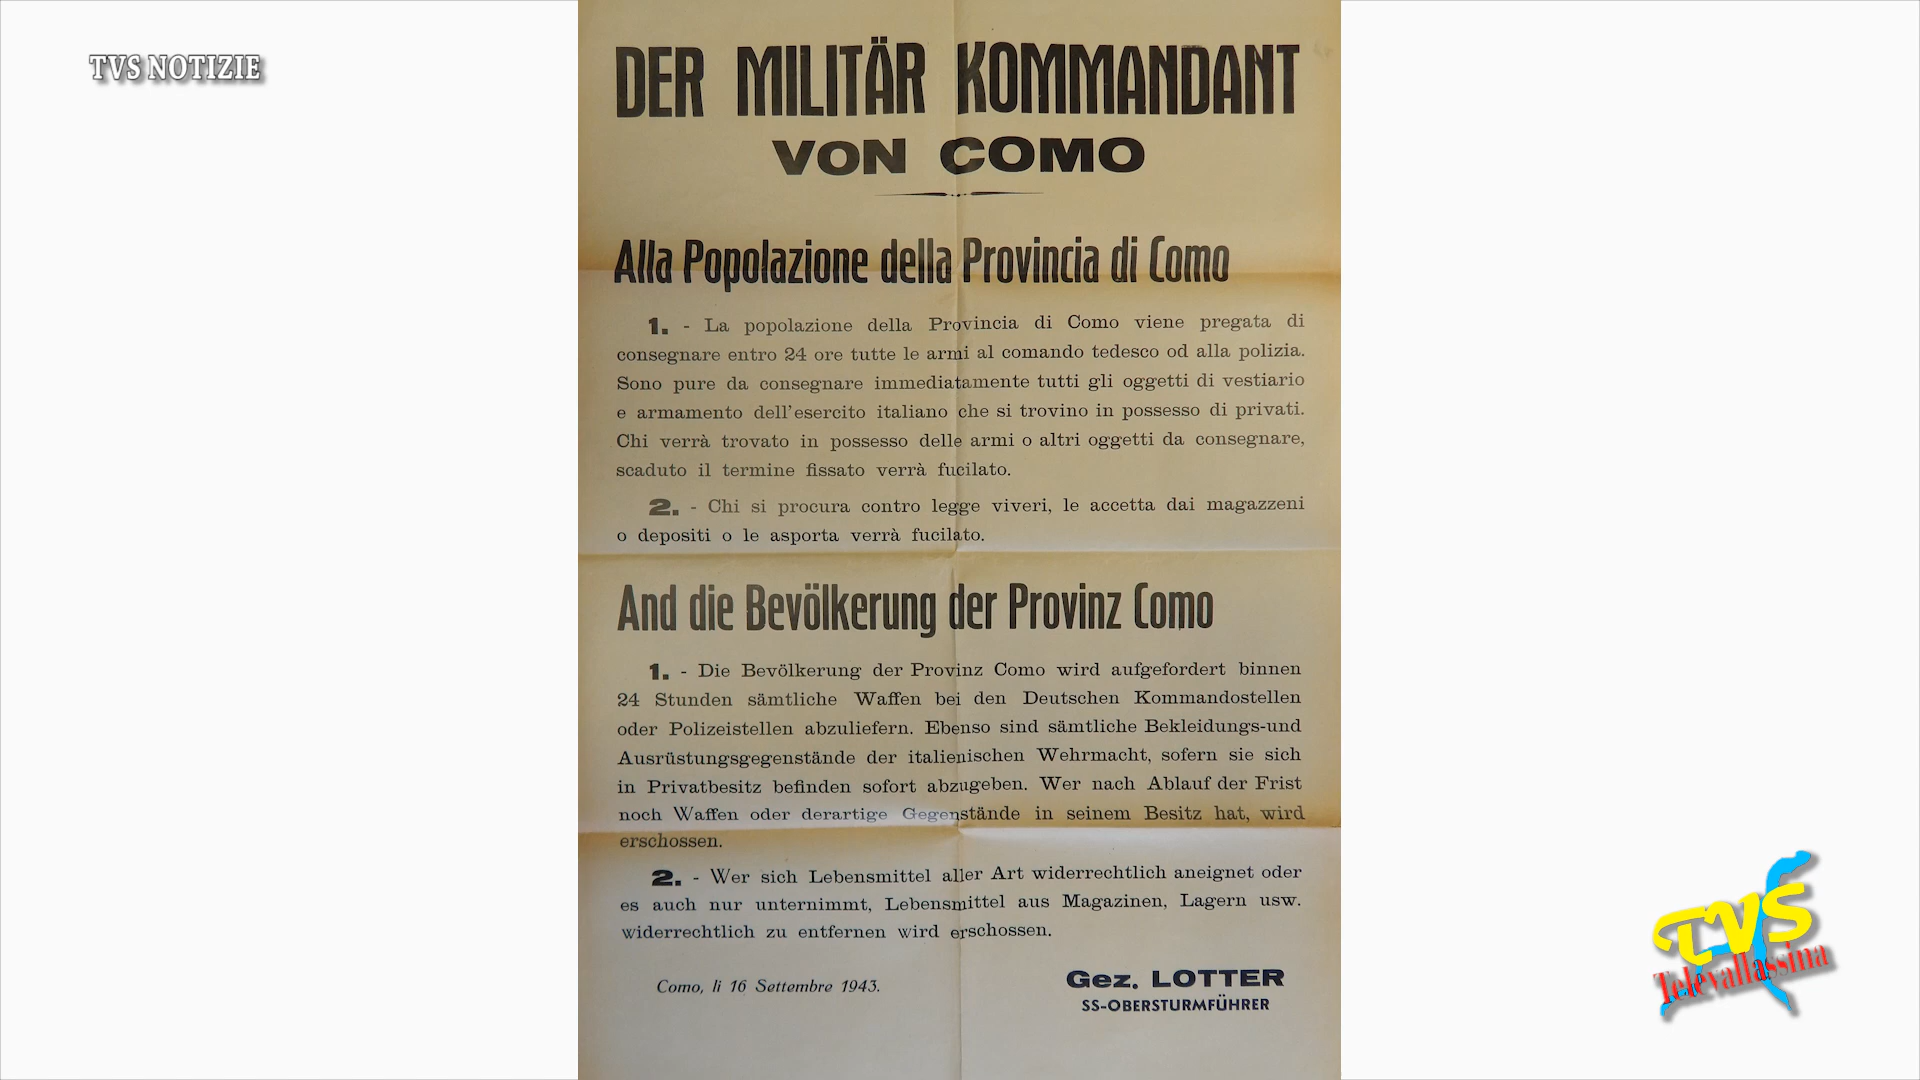 TVS NOTIZIE
DER MILITÄR KOMMANDANT
VON COMO
Alla Popolazione della Provincia di Como
1. - La popolazione della Provincia di Como viene pregata di
consegnare entro 24 ore tutte le armi al comando tedesco od alla polizia.
Sono pure da consegnare immediatamente tutti gli oggetti di vestiario
e armamento dell'esercito italiano che si trovino in possesso di privati.
Chi verrà trovato in possesso delle armi o altri oggetti da consegnare,
scaduto il termine fissato verrà fucilato.
2. - Chi si procura contro legge viveri, le accetta dai magazzeni
o depositi o le asporta verrà fucilato.
And die Bevölkerung der Provinz Como
1. - Die Bevölkerung der Provinz Como wird aufgefordert binnen
24 Stunden sämtliche Waffen bei den Deutschen Kommandostellen
oder Polizeistellen abzuliefern. Ebenso sind sämtliche Bekleidungs-und
Ausrüstungsgegenstände der italienischen Wehrmacht, sofern sie sich
in Privatbesitz befinden sofort abzugeben. Wer nach Ablauf der Frist
noch Waffen oder derartige Gegenstände in seinem Besitz hat, wird
erschossen.
2. - Wer sich Lebensmittel aller Art widerrechtlich aneignet oder
es auch nur unternimmt, Lebensmittel aus Magazinen, Lagern usw.
widerrechtlich zu entfernen wird erschossen.
Como, li 16 Settembre 1943.
Gez. LOTTER
SS-OBERSTURMFÜHRER
TVS
Televallassina